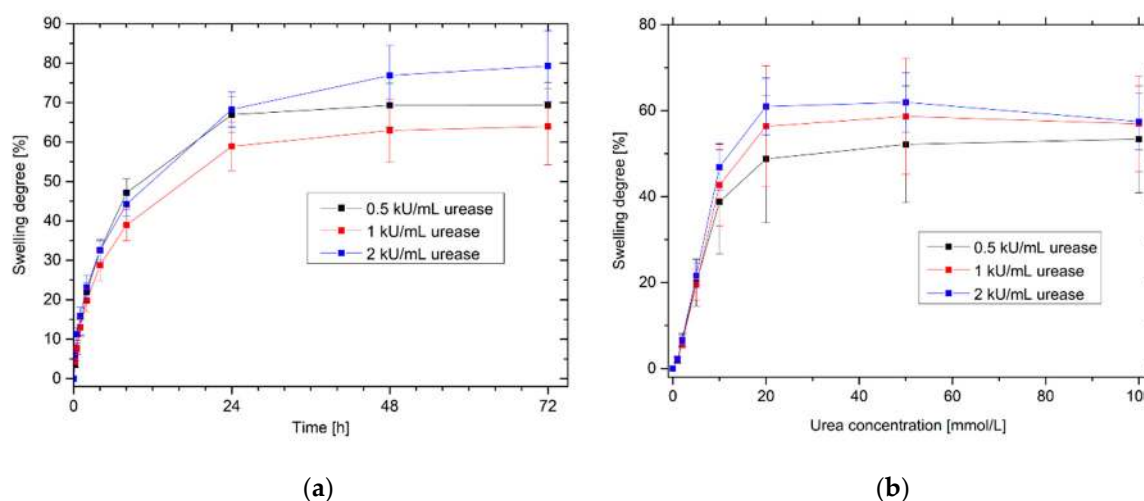 90
80
70
60
50
40
30
20
10
0
Swelling degree [%]
0.5 kU/mL urease
1 kU/mL urease
2 kU/mL urease
0 24 48 72
Time [h]
(a)
80
60
40
20
0
Swelling degree [%]
0.5 kU/mL urease
1 kU/mL urease
2 kU/mL urease
0 20 40 60 80 10
Urea concentration [mmol/L]
(b)